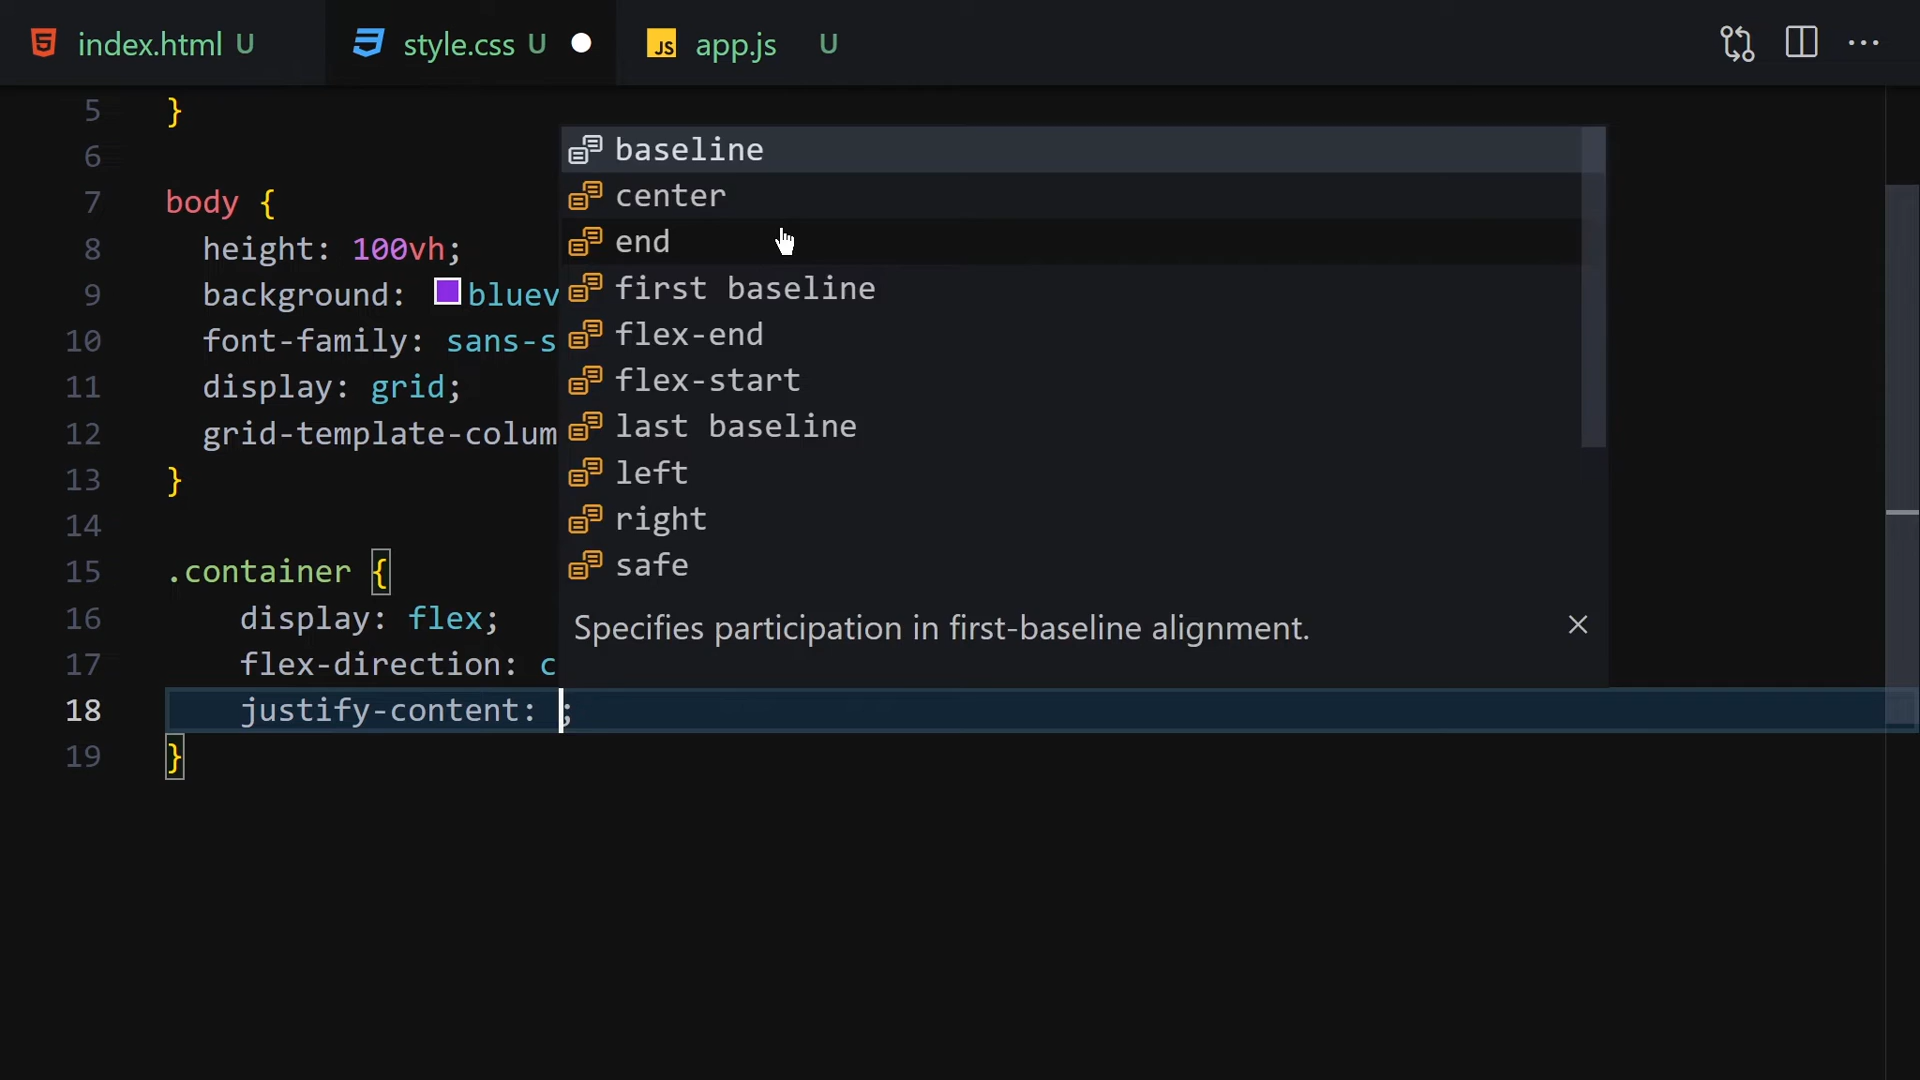 index.html U style.css U JS app.js U
5 }
6
7 body {
8 height: 100vh;
9 background: bluev
10 font-family: sans-s
11 display: grid;
12 grid-template-colum
13 }
14
15 .container {
16 display: flex;
17 flex-direction: c
18 justify-content: ;
19 }
baseline
center
end
first baseline
flex-end
flex-start
last baseline
left
right
safe
Specifies participation in first-baseline alignment.